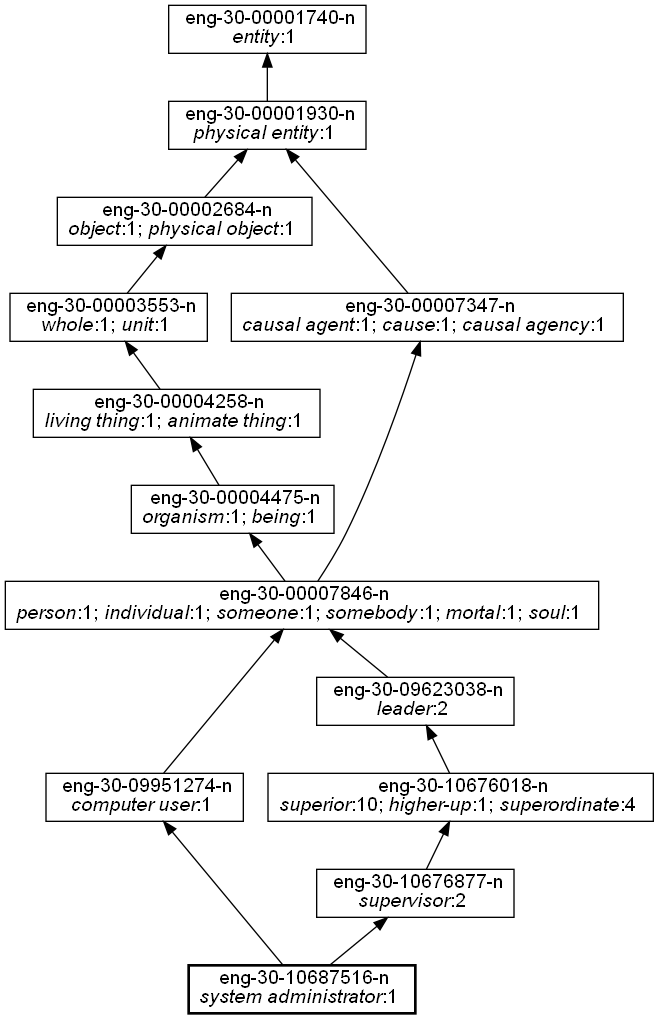 eng-30-00001740-n
entity:1
eng-30-00001930-n
physical entity:1
eng-30-00002684-n
object:1; physical object:1
eng-30-00003553-n
whole:1; unit:1
eng-30-00007347-n
causal agent:1; cause:1; causal agency:1
eng-30-00004258-n
living thing:1; animate thing:1
eng-30-00004475-n
organism:1; being:1
eng-30-00007846-n
person:1; individual:1; someone:1; somebody:1; mortal:1; soul:1
eng-30-09623038-n
leader:2
eng-30-09951274-n
computer user:1
eng-30-10676018-n
superior:10; higher-up:1; superordinate:4
eng-30-10676877-n
supervisor:2
eng-30-10687516-n
system administrator:1